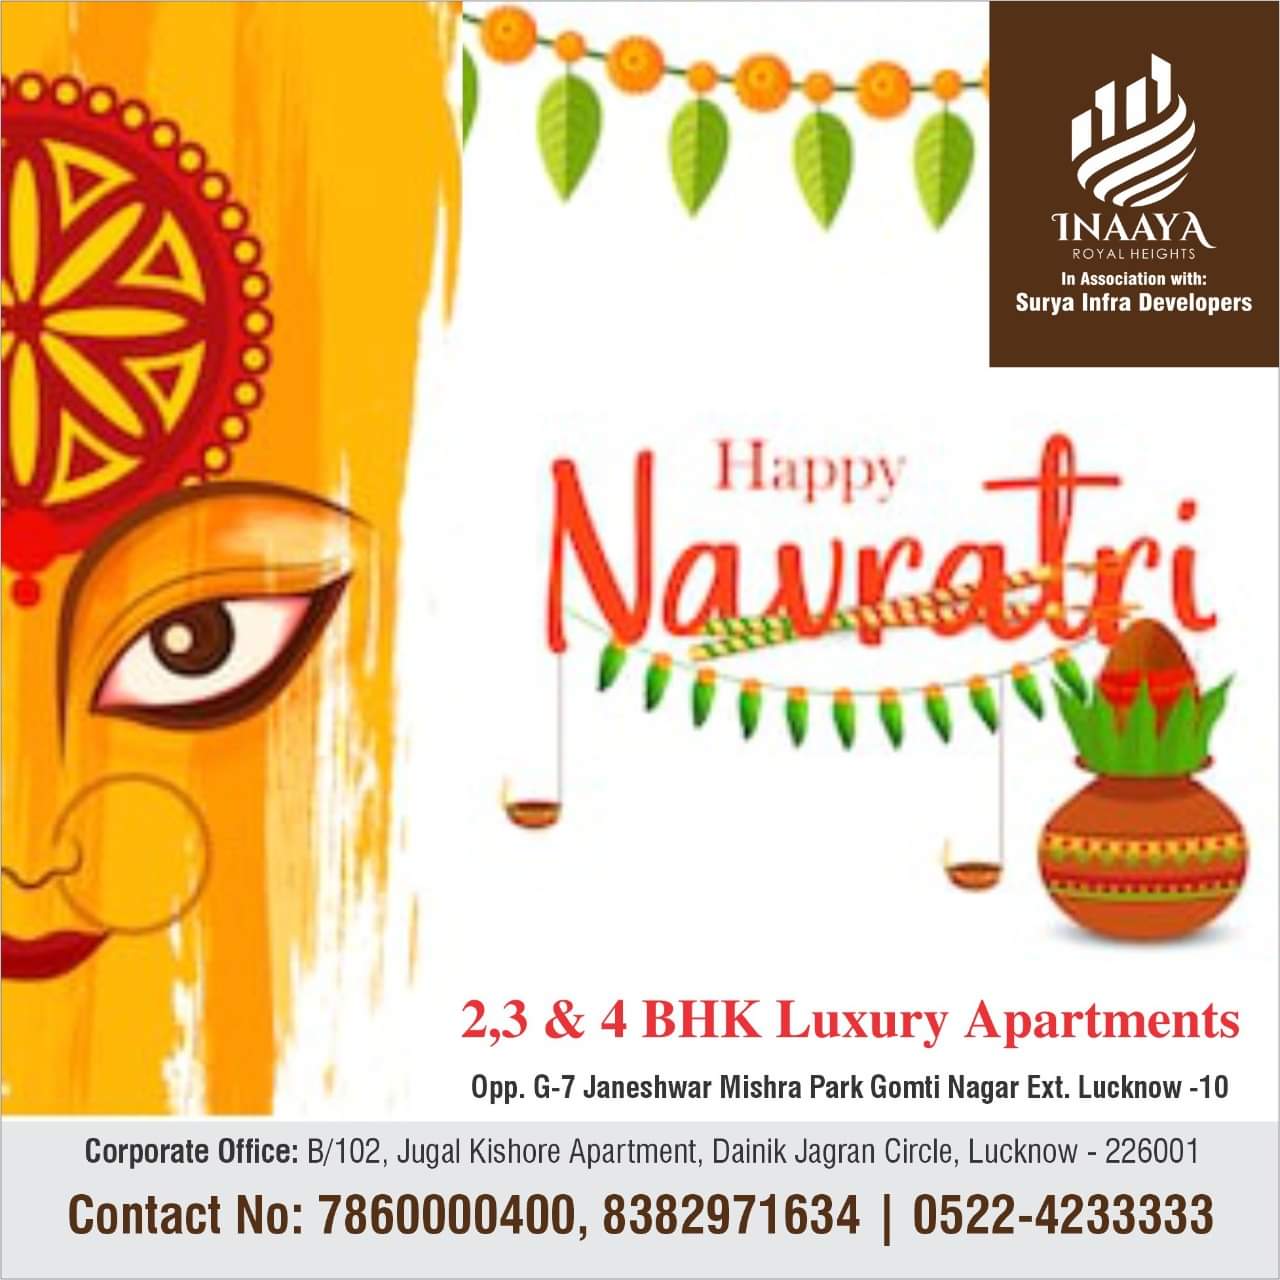 INAAYA
ROYAL HEIGHTS
In Association with:
Surya Infra Developers
Happy
Navratri
2,3 & 4 BHK Luxury Apartments
Opp. G-7 Janeshwar Mishra Park Gomti Nagar Ext. Lucknow -10
Corporate Office: B/102, Jugal Kishore Apartment, Dainik Jagran Circle, Lucknow - 226001
Contact No: 7860000400, 8382971634 | 0522-4233333